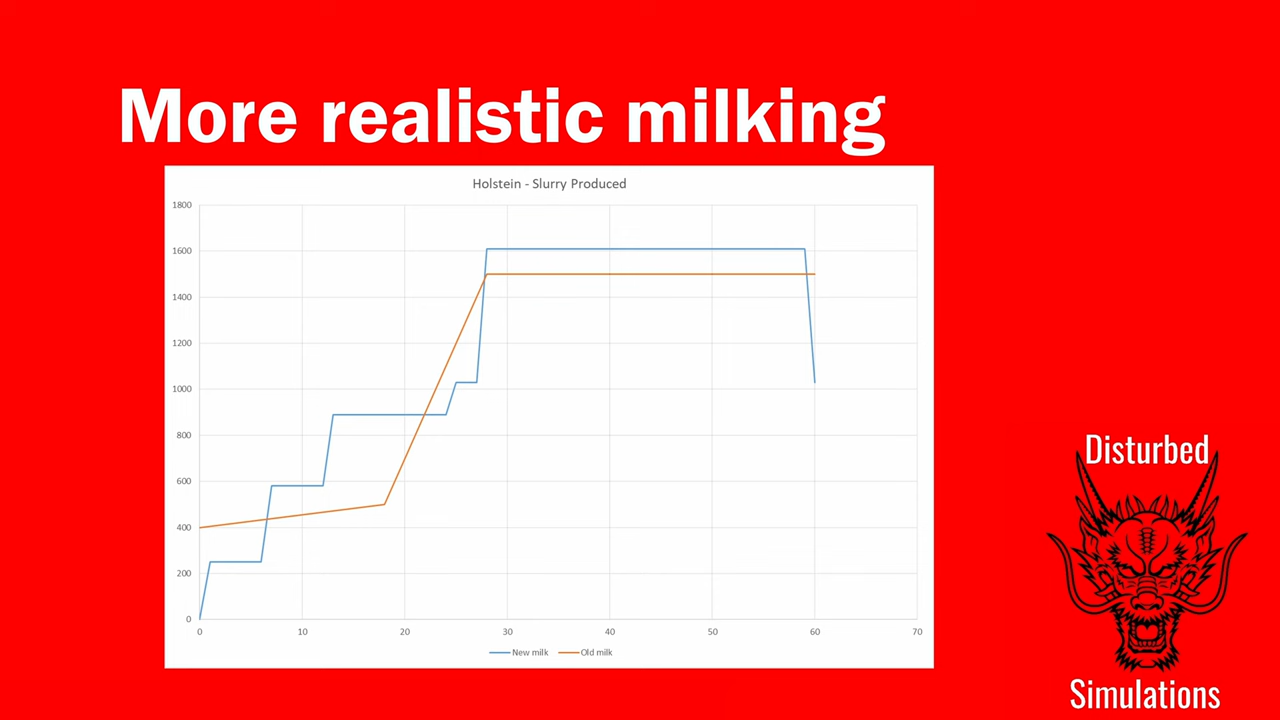 More realistic milking
Holstein - Slurry Produced
1800
1600
1400
1200
1000
800
600
400
200
0
0 10 20 30 40 50 60 70
New milk Old milk
Disturbed
Simulations